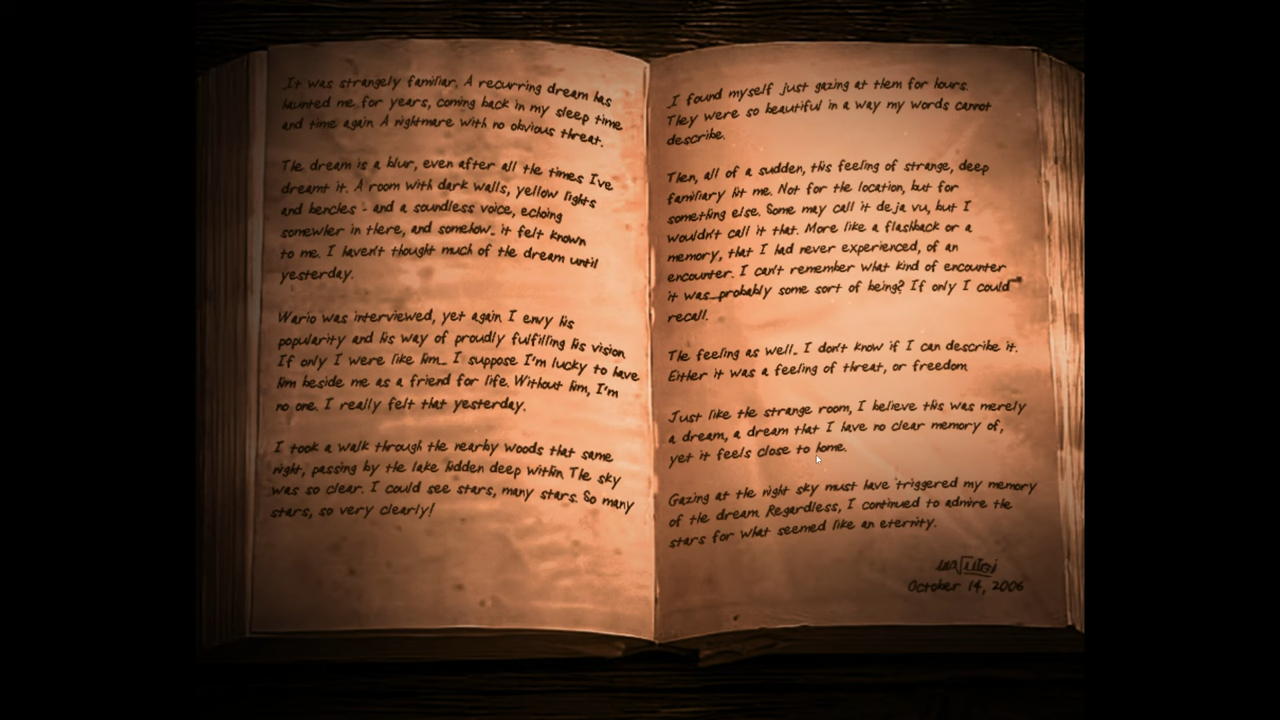 It was strangely familiar. A recurring dream has
haunted me for years, coming back in my sleep time
and time again. A nightmare with no obvious threat.
The dream is a blur, even after all the times I've
dreamt it. A room with dark walls, yellow lights
and benches - and a soundless voice, echoing
somewher in there, and somehow.. it felt known
to me. I haven't thought much of the dream until
yesterday.
Wario was interviewed, yet again. I envy his
popularity and his way of proudly fulfilling his vision.
If only I were like him... I suppose I'm lucky to have
him beside me as a friend for life. Without him, I'm
no one. I really felt that yesterday.
I took a walk through the nearby woods that same
night, passing by the lake hidden deep within. The sky
was so clear. I could see stars, many stars. So many
stars, so very clearly!
I found myself just gazing at them for hours.
They were so beautiful in a way my words cannot
describe.
Then, all of a sudden, this feeling of strange, deep
familiary hit me. Not for the location, but for
something else. Some may call it deja vu, but I
wouldn't call it that. More like a flashback or a
memory, that I had never experienced, of an
encounter. I can't remember what kind of encounter
it was... probably some sort of being? If only I could
recall.
The feeling as well.. I don't know if I can describe it.
Either it was a feeling of threat, or freedom.
Just like the strange room, I believe this was merely
a dream, a dream that I have no clear memory of,
yet it feels close to home.
Gazing at the night sky must have triggered my memory
of the dream. Regardless, I continued to admire the
stars for what seemed like an eternity.
October 14, 2006